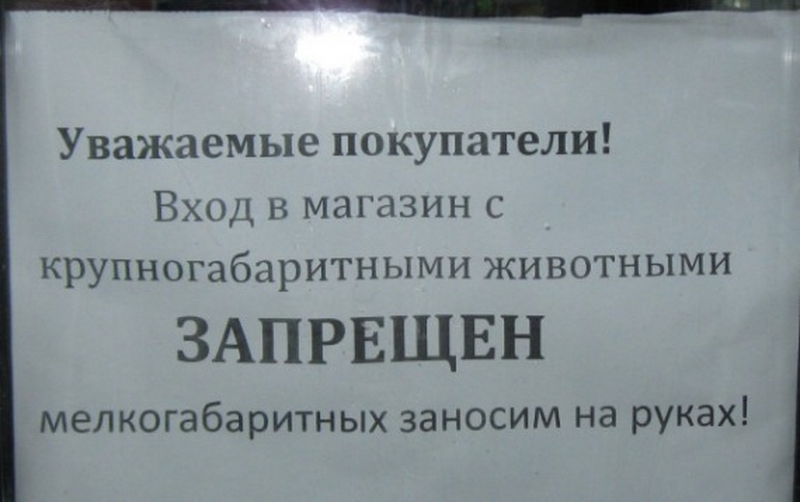 Уважаемые покупатели!
Вход в магазин с
крупногабаритными животными
ЗАПРЕЩЕН
мелкогабаритных заносим на руках!